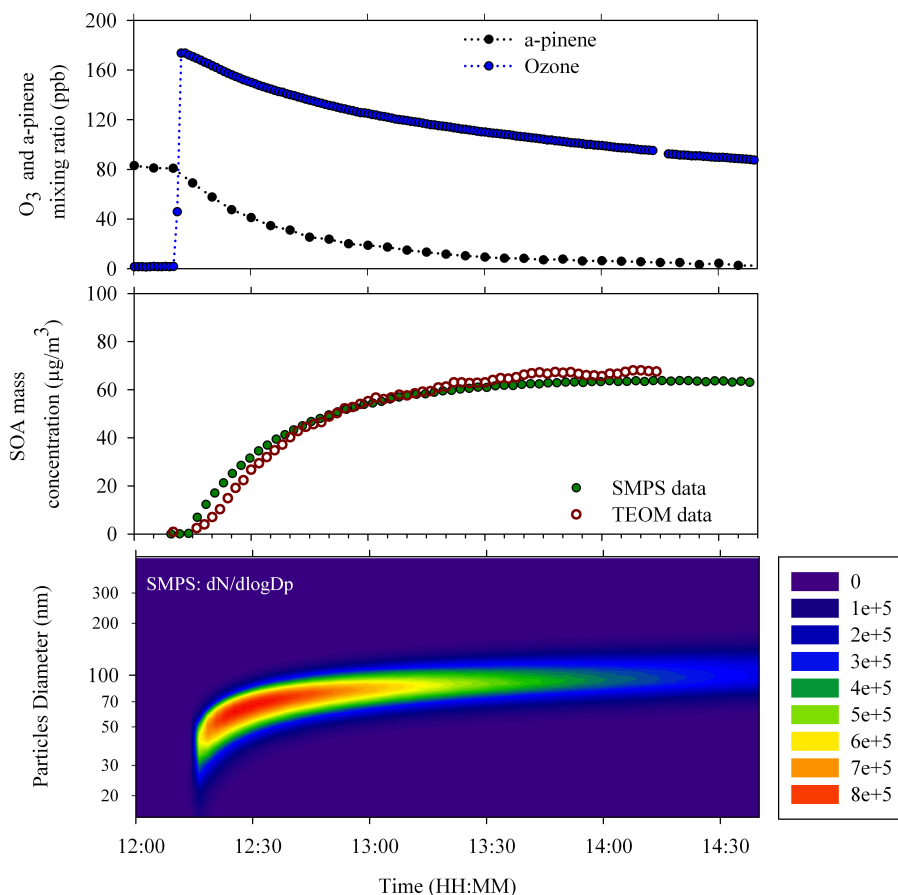 200
160
120
80
40
0
O3 and a-pinene
mixing ratio (ppb)
a-pinene
Ozone
100
80
60
40
20
0
SOA mass
concentration (µg/m³)
SMPS data
TEOM data
SMPS: dN/dlogDp
300
200
100
70
50
30
20
Particles Diameter (nm)
0
1e+5
2e+5
3e+5
4e+5
5e+5
6e+5
7e+5
8e+5
12:00 12:30 13:00 13:30 14:00 14:30
Time (HH:MM)